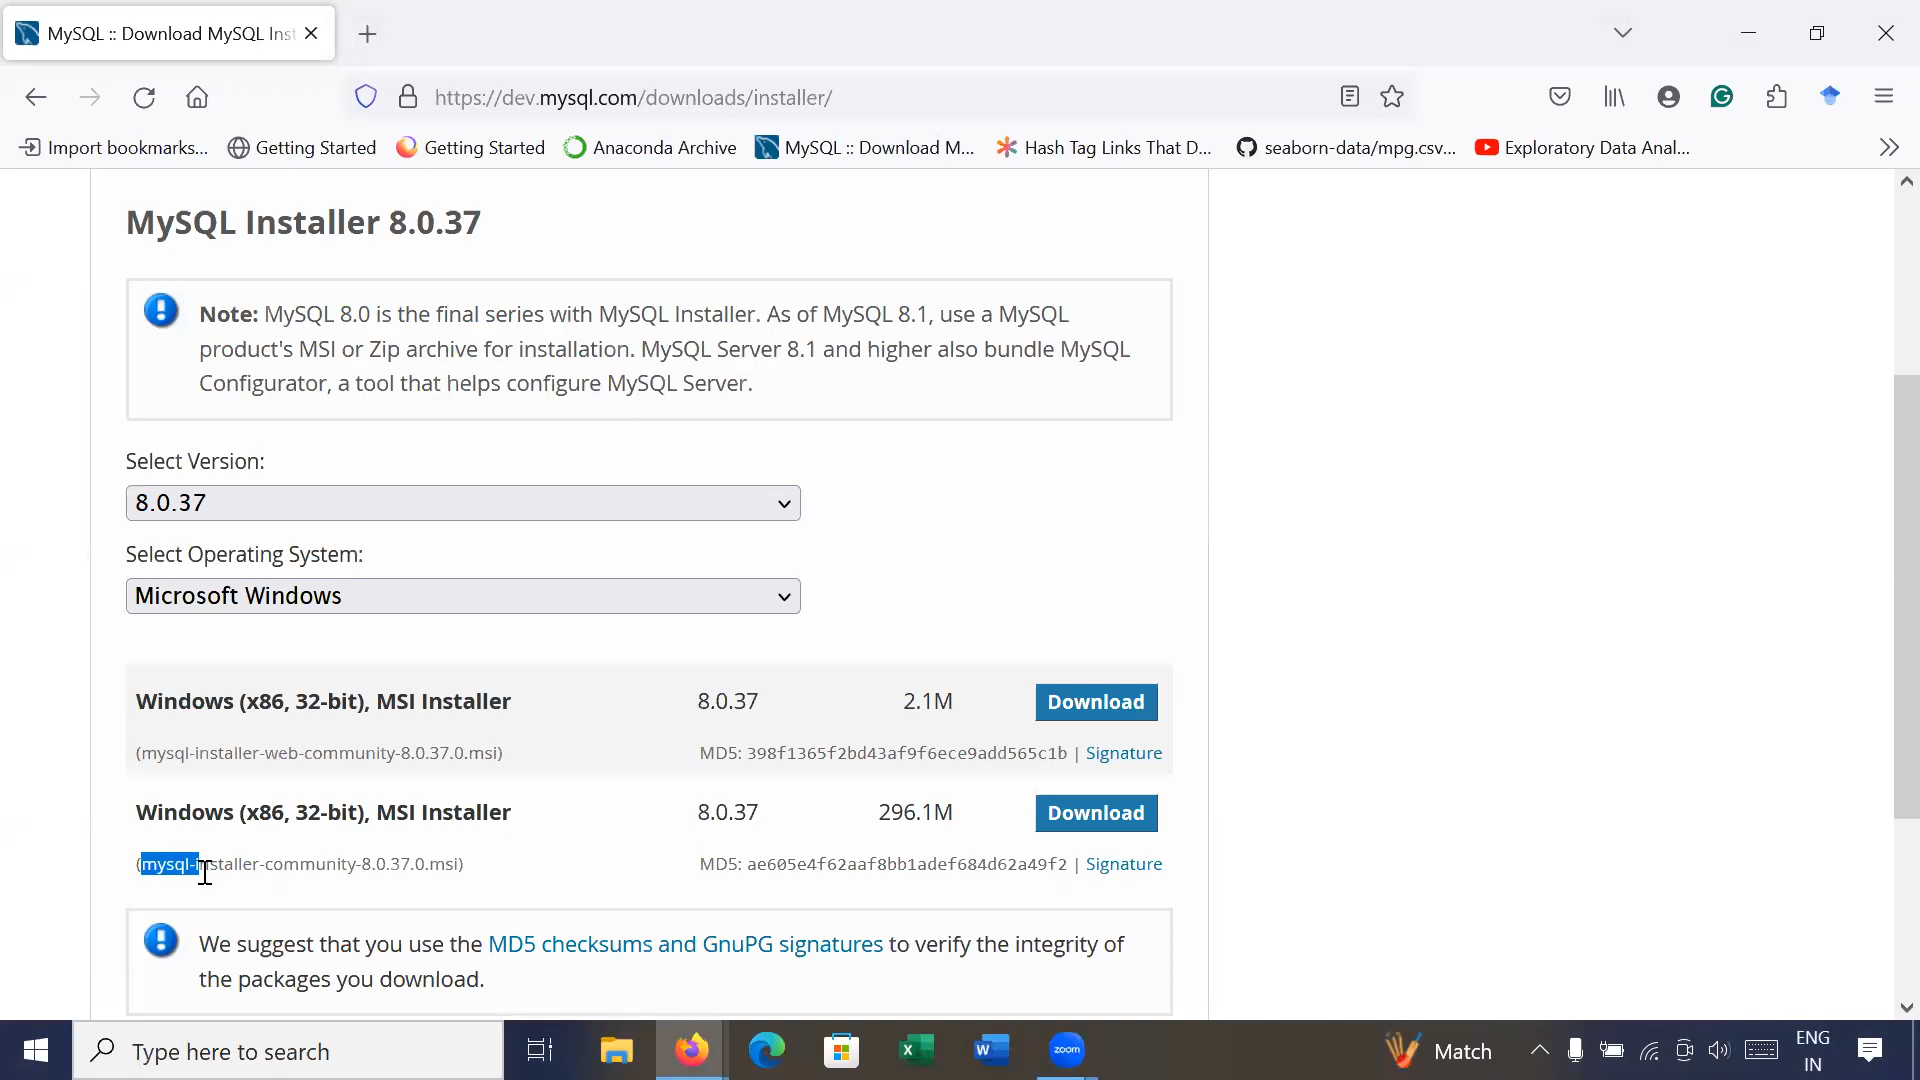 MySQL :: Download MySQL Inst
https://dev.mysql.com/downloads/installer/
Import bookmarks... Getting Started Getting Started Anaconda Archive MySQL :: Download M... Hash Tag Links That D... seaborn-data/mpg.csv... Exploratory Data Anal...
MySQL Installer 8.0.37
Note: MySQL 8.0 is the final series with MySQL Installer. As of MySQL 8.1, use a MySQL
product's MSI or Zip archive for installation. MySQL Server 8.1 and higher also bundle MySQL
Configurator, a tool that helps configure MySQL Server.
Select Version:
8.0.37
Select Operating System:
Microsoft Windows
Windows (x86, 32-bit), MSI Installer 8.0.37 2.1M Download
(mysql-installer-web-community-8.0.37.0.msi) MD5: 398f1365f2bd43af9f6ece9add565c1b | Signature
Windows (x86, 32-bit), MSI Installer 8.0.37 296.1M Download
(mysql-installer-community-8.0.37.0.msi) MD5: ae605e4f62aaf8bb1adef684d62a49f2 | Signature
We suggest that you use the MD5 checksums and GnuPG signatures to verify the integrity of
the packages you download.
Type here to search zoom Match ENG
IN